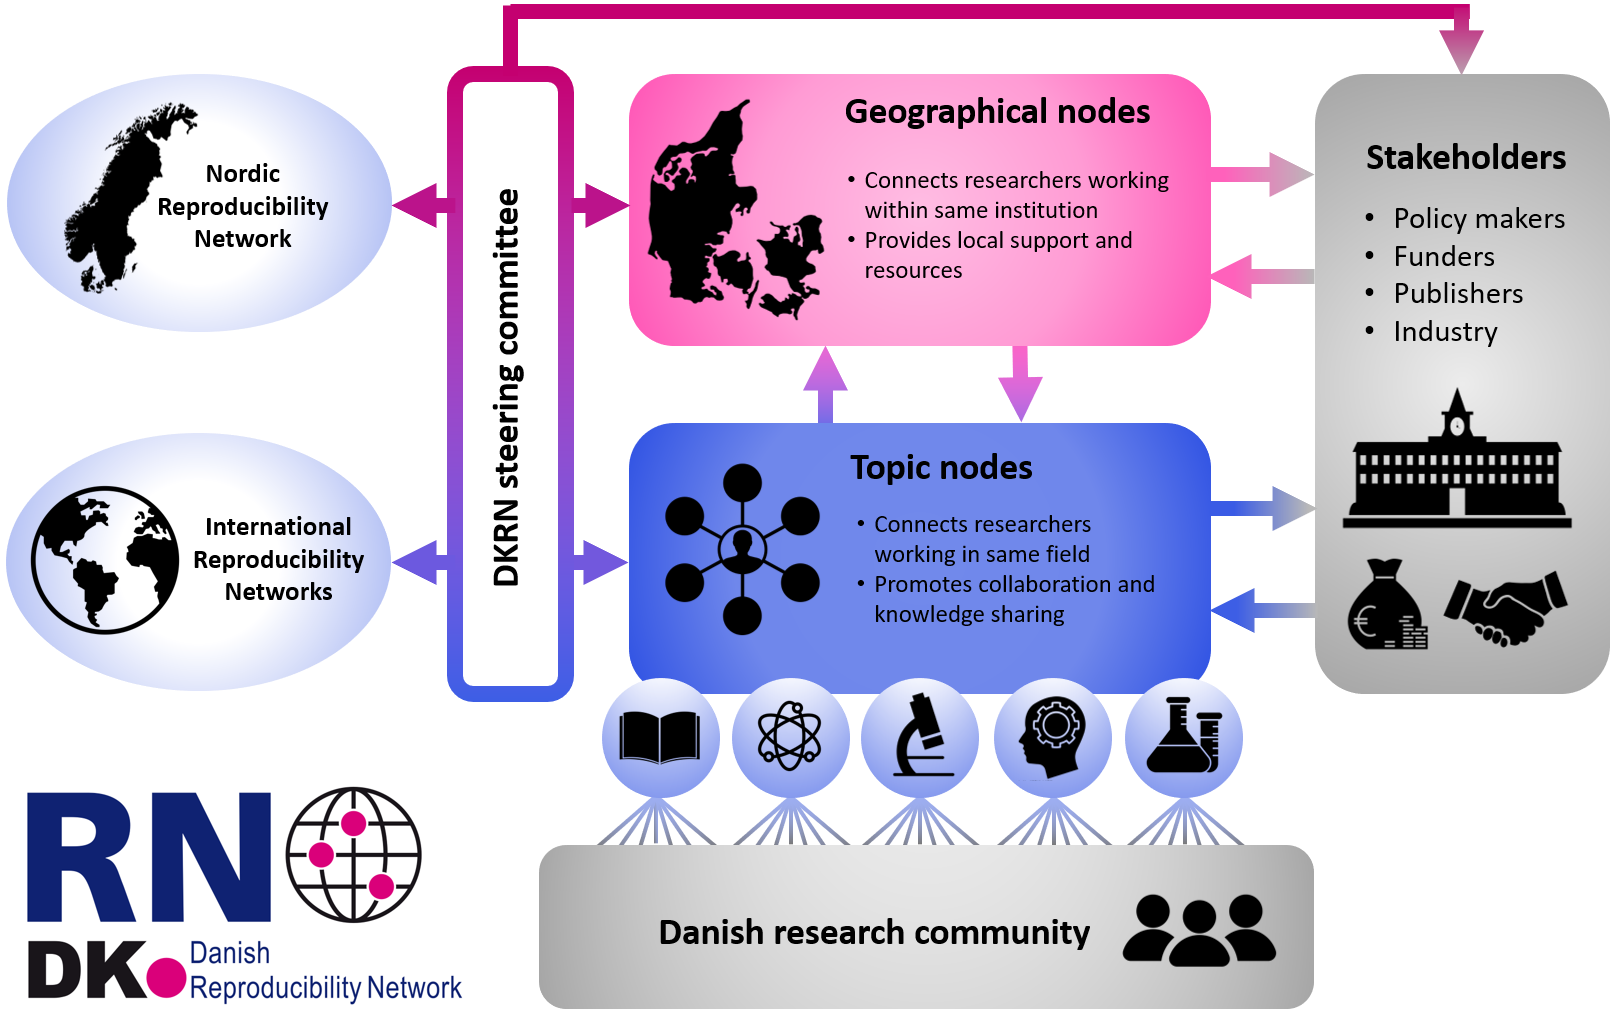 Nordic
Reproducibility
Network
International
Reproducibility
Networks
DKRN steering committee
Geographical nodes
• Connects researchers working
within same institution
• Provides local support and
resources
Topic nodes
• Connects researchers
working in same field
• Promotes collaboration and
knowledge sharing
Stakeholders
• Policy makers
• Funders
• Publishers
• Industry
€
Danish research community
RN
DK
Danish
Reproducibility Network